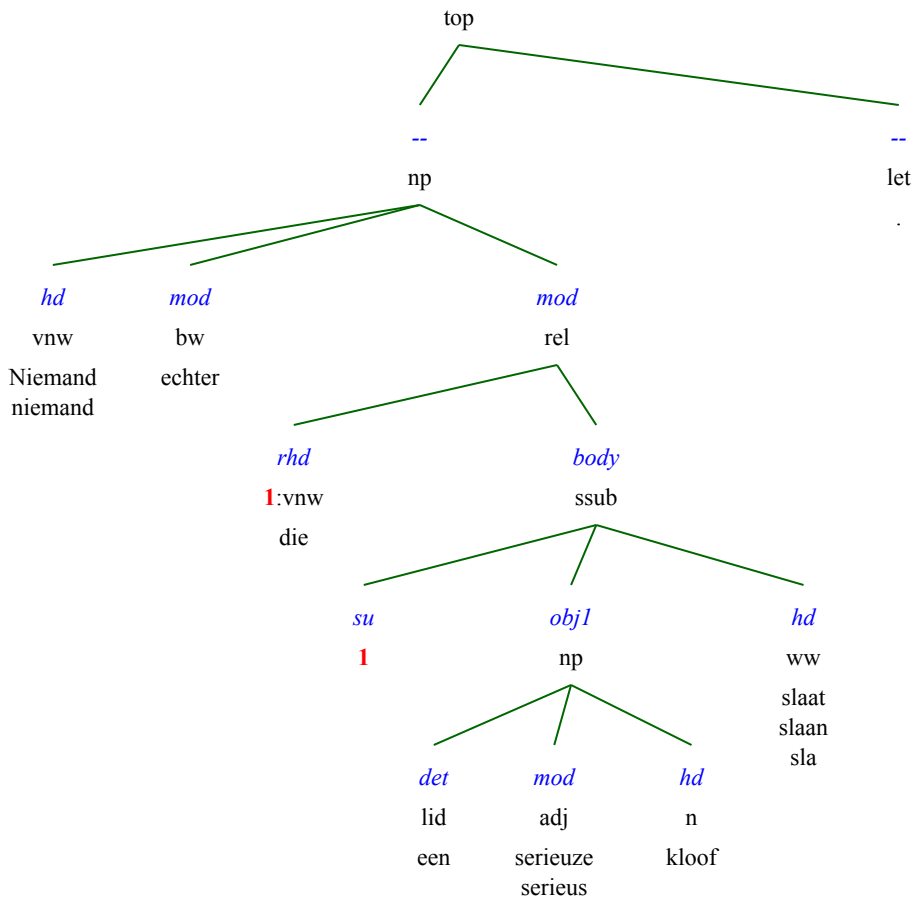 top
-- --
np let
.
hd mod mod
vnw bw rel
Niemand echter
niemand
rhd body
1:vnw ssub
die
su obj1 hd
1 np ww
slaat
slaan
sla
det mod hd
lid adj n
een serieuze kloof
serieus